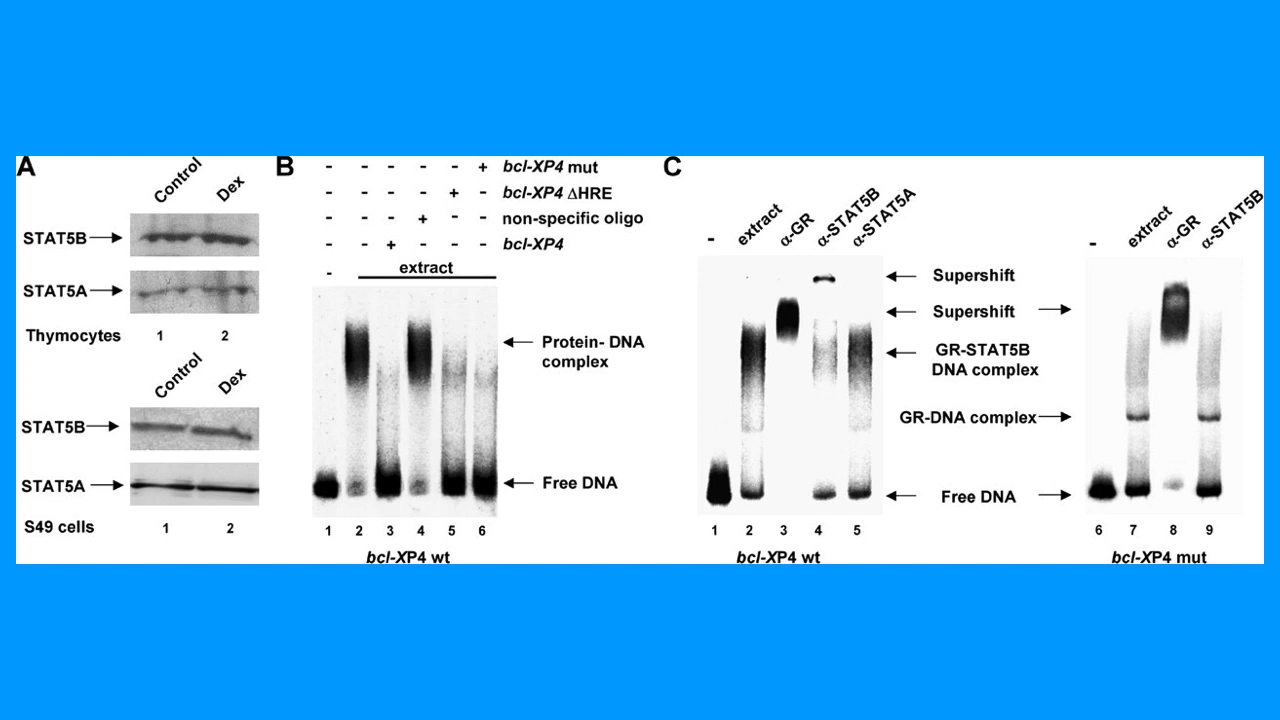 A
Control
Dex
STAT5B
STAT5A
Thymocytes 1 2
Control
Dex
STAT5B
STAT5A
S49 cells 1 2
B
- - - - - + bcl-XP4 mut
- - - - + - bcl-XP4 ΔHRE
- - - + - - non-specific oligo
- - + - - - bcl-XP4
- extract
Protein- DNA
complex
Free DNA
1 2 3 4 5 6
bcl-XP4 wt
C
- extract α-GR α-STAT5B α-STAT5A
Supershift
Supershift
GR-STAT5B
DNA complex
GR-DNA complex
Free DNA
1 2 3 4 5
bcl-XP4 wt
- extract α-GR α-STAT5B
6 7 8 9
bcl-XP4 mut